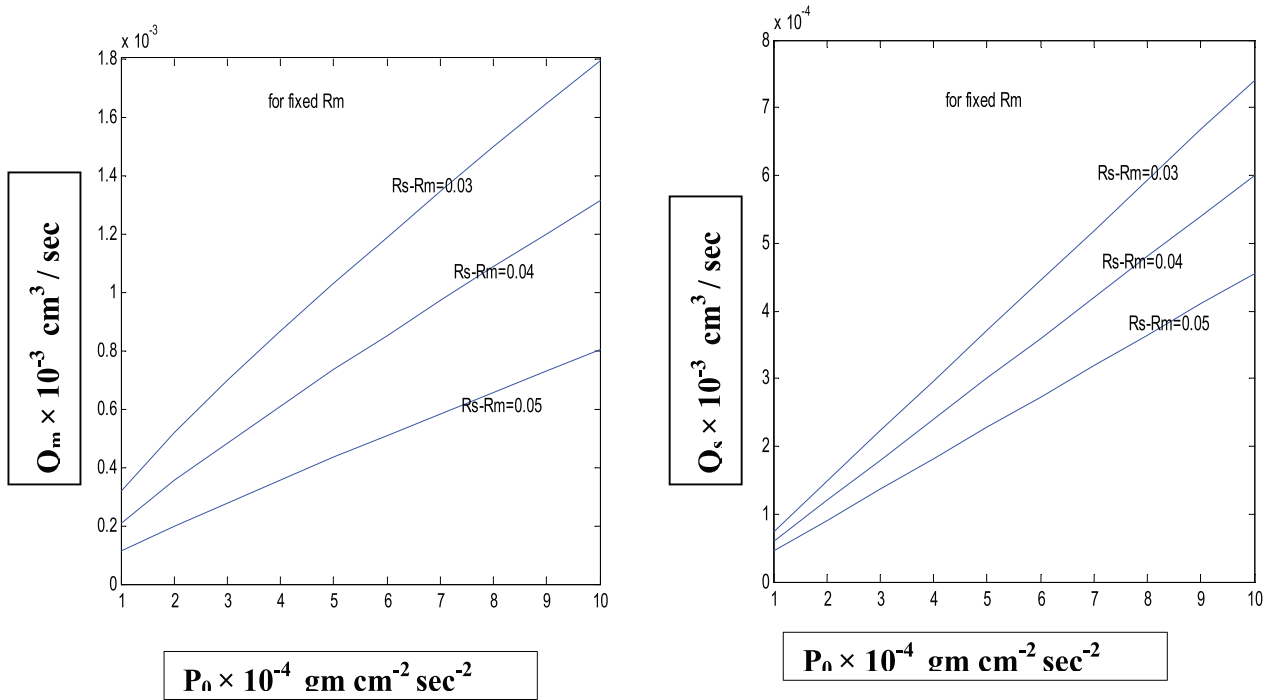 x 10⁻³
1.8
1.6
1.4
1.2
1
0.8
0.6
0.4
0.2
0
for fixed Rm
Rs-Rm=0.03
Rs-Rm=0.04
Rs-Rm=0.05
1 2 3 4 5 6 7 8 9 10
Qₘ × 10⁻³ cm³ / sec
P₀ × 10⁻⁴ gm cm⁻² sec⁻²
x 10⁻⁴
8
7
6
5
4
3
2
1
0
for fixed Rm
Rs-Rm=0.03
Rs-Rm=0.04
Rs-Rm=0.05
1 2 3 4 5 6 7 8 9 10
Qₛ × 10⁻³ cm³ / sec
P₀ × 10⁻⁴ gm cm⁻² sec⁻²